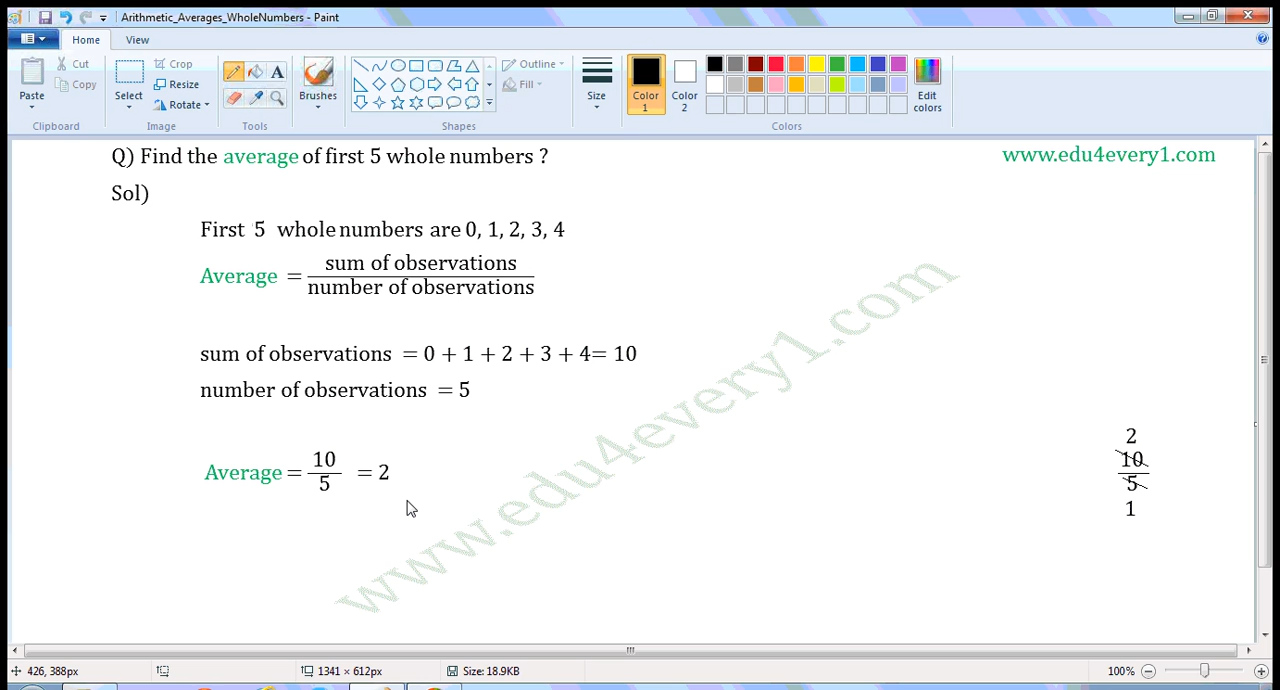 Arithmetic_Averages_WholeNumbers - Paint
Home View
Paste
Cut
Copy
Clipboard
Select
Crop
Resize
Rotate
Image
A
Tools
Brushes
Outline
Fill
Shapes
Size
Color 1
Color 2
Edit colors
Colors
Q) Find the average of first 5 whole numbers ?
www.edu4every1.com
Sol)
First 5 whole numbers are 0, 1, 2, 3, 4
Average = sum of observations
number of observations
sum of observations = 0 + 1 + 2 + 3 + 4= 10
number of observations = 5
Average = 10 = 2
5
2
10
5
1
www.edu4every1.com
426, 388px
1341 × 612px
Size: 18.9KB
100%